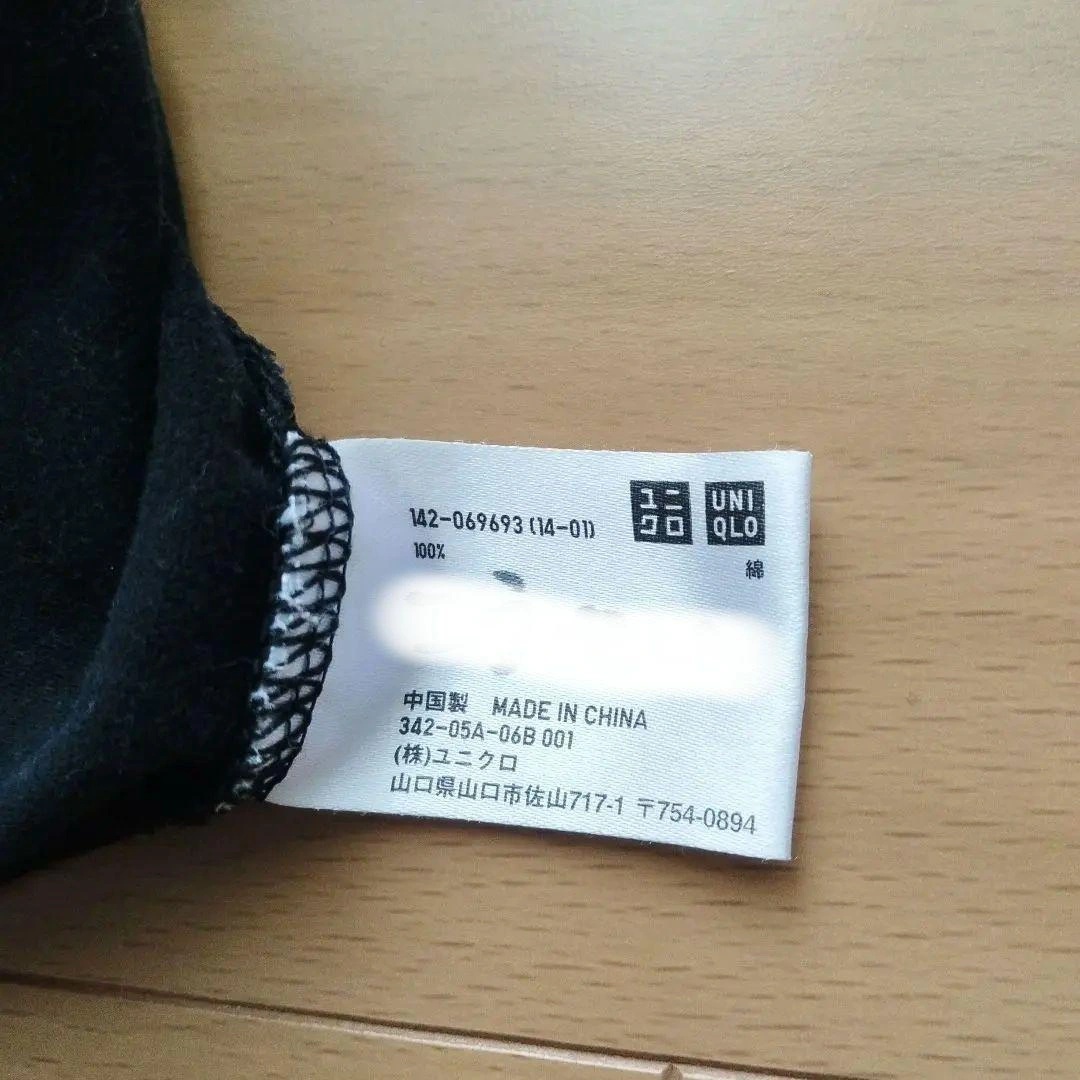 142-069693 (14-01)
ユニ
クロ
UNI
QLO
100%
綿
中国製 MADE IN CHINA
342-05A-06B 001
(株)ユニクロ
山口県山口市佐山717-1 〒754-0894